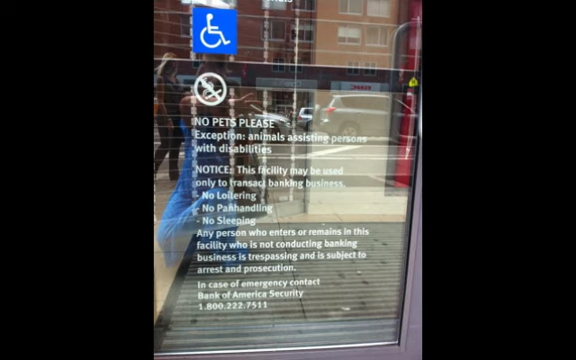 NO PETS PLEASE
Exception: animals assisting persons
with disabilities
NOTICE: This facility may be used
only to transact banking business.
- No Loitering
- No Panhandling
- No Sleeping
Any person who enters or remains in this
facility who is not conducting banking
business is trespassing and is subject to
arrest and prosecution.
In case of emergency contact
Bank of America Security
1.800.222.7511